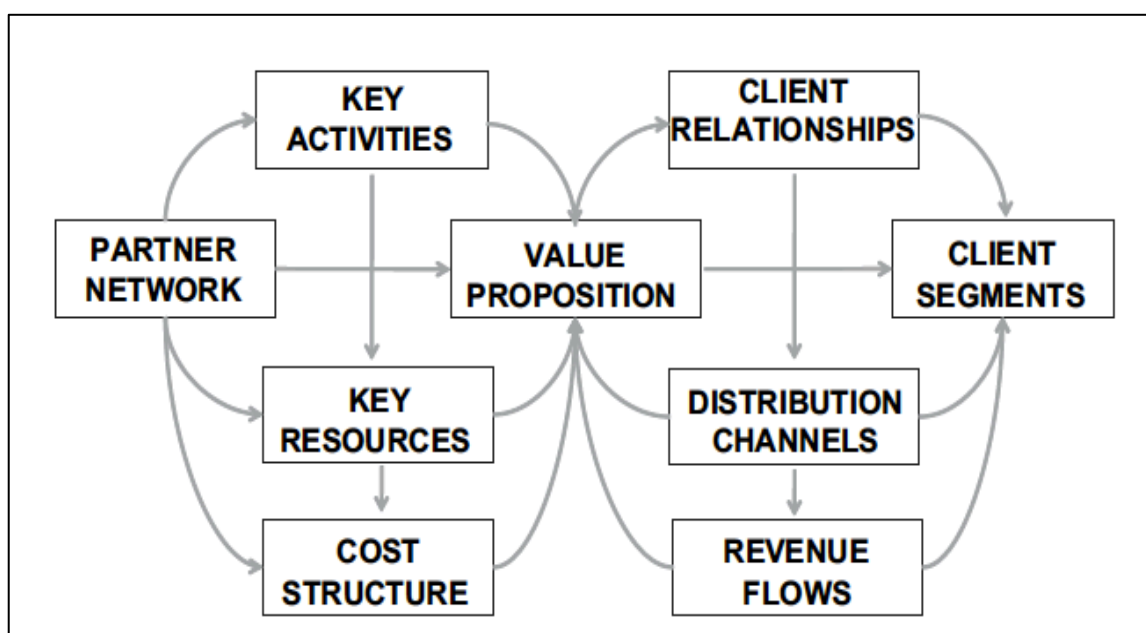 KEY
ACTIVITIES
CLIENT
RELATIONSHIPS
PARTNER
NETWORK
VALUE
PROPOSITION
CLIENT
SEGMENTS
KEY
RESOURCES
DISTRIBUTION
CHANNELS
COST
STRUCTURE
REVENUE
FLOWS